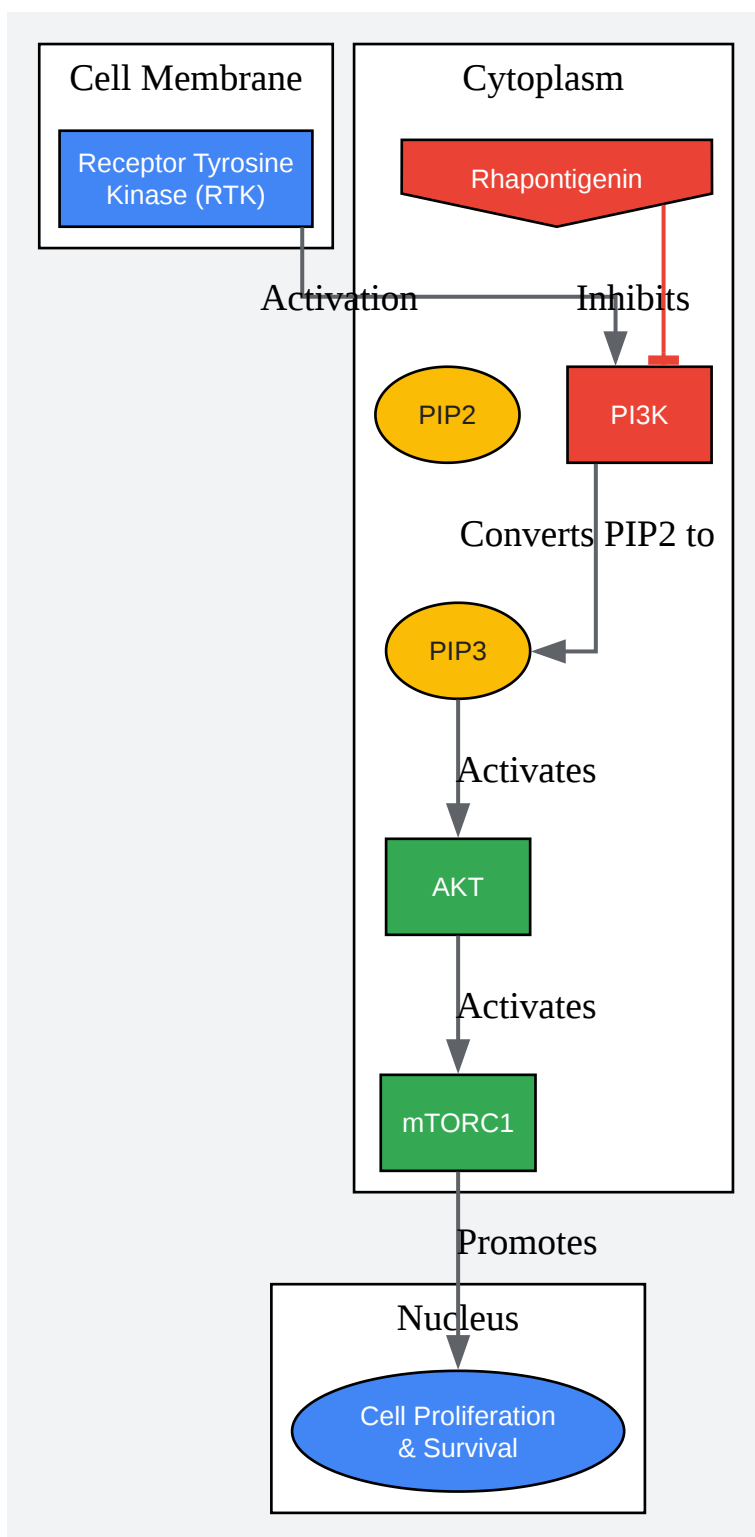 Cell Membrane
Receptor Tyrosine
Kinase (RTK)
Cytoplasm
Rhapontigenin
Activation
Inhibits
PIP2
PI3K
Converts PIP2 to
PIP3
Activates
AKT
Activates
mTORC1
Promotes
Nucleus
Cell Proliferation
& Survival